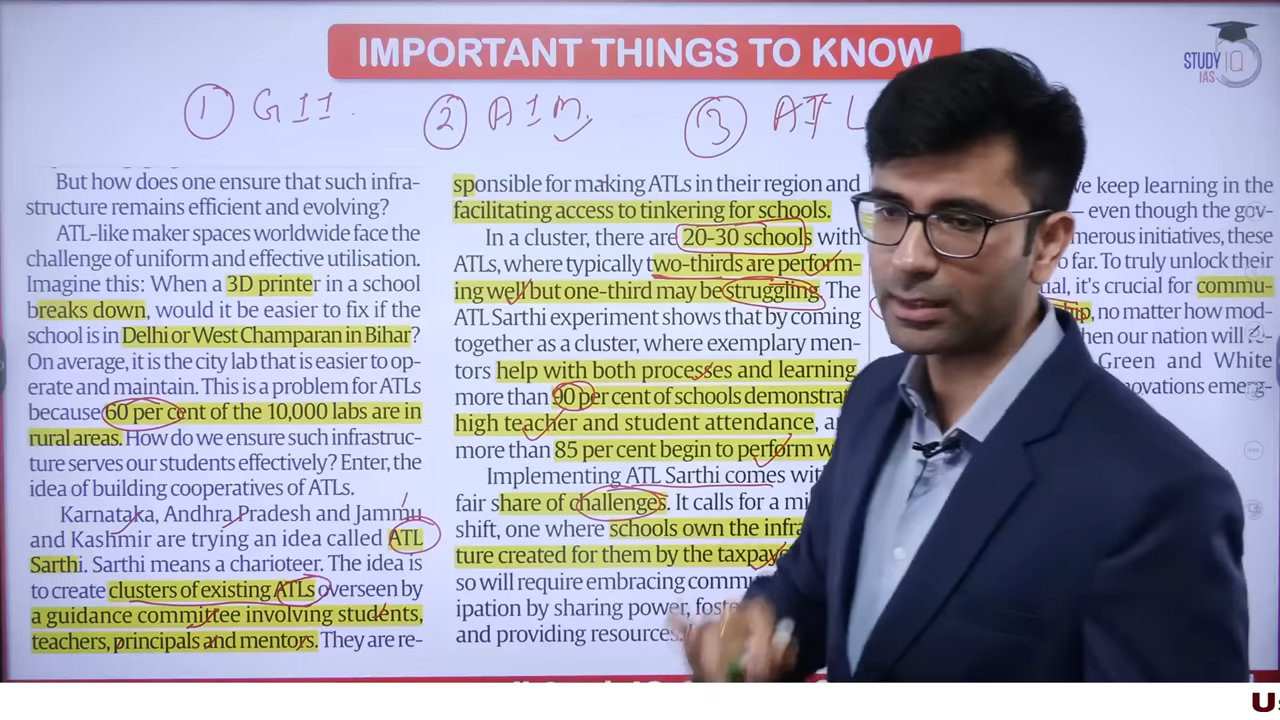 IMPORTANT THINGS TO KNOW
STUDY IQ
IAS
1 GII.
2 AIM
3 ATL
But how does one ensure that such infra-
structure remains efficient and evolving?
ATL-like maker spaces worldwide face the
challenge of uniform and effective utilisation.
Imagine this: When a 3D printer in a school
breaks down, would it be easier to fix if the
school is in Delhi or West Champaran in Bihar?
On average, it is the city lab that is easier to op-
erate and maintain. This is a problem for ATLs
because 60 per cent of the 10,000 labs are in
rural areas. How do we ensure such infrastruc-
ture serves our students effectively? Enter, the
idea of building cooperatives of ATLs.
Karnataka, Andhra Pradesh and Jammu
and Kashmir are trying an idea called ATL
Sarthi. Sarthi means a charioteer. The idea is
to create clusters of existing ATLs overseen by
a guidance committee involving students,
teachers, principals and mentors. They are re-
sponsible for making ATLs in their region and
facilitating access to tinkering for schools.
In a cluster, there are 20-30 schools with
ATLs, where typically two-thirds are perform-
ing well but one-third may be struggling. The
ATL Sarthi experiment shows that by coming
together as a cluster, where exemplary men-
tors help with both processes and learning
more than 90 per cent of schools demonstrat
high teacher and student attendance, a
more than 85 per cent begin to perform w
Implementing ATL Sarthi comes wit
fair share of challenges. It calls for a mi
shift, one where schools own the infra
ture created for them by the taxpaye
so will require embracing commu
ipation by sharing power, fost
and providing resources.
ve keep learning in the
– even though the gov-
merous initiatives, these
o far. To truly unlock their
ual, it's crucial for commu-
hip, no matter how mod-
hen our nation will
Green and White
ovations emerg-